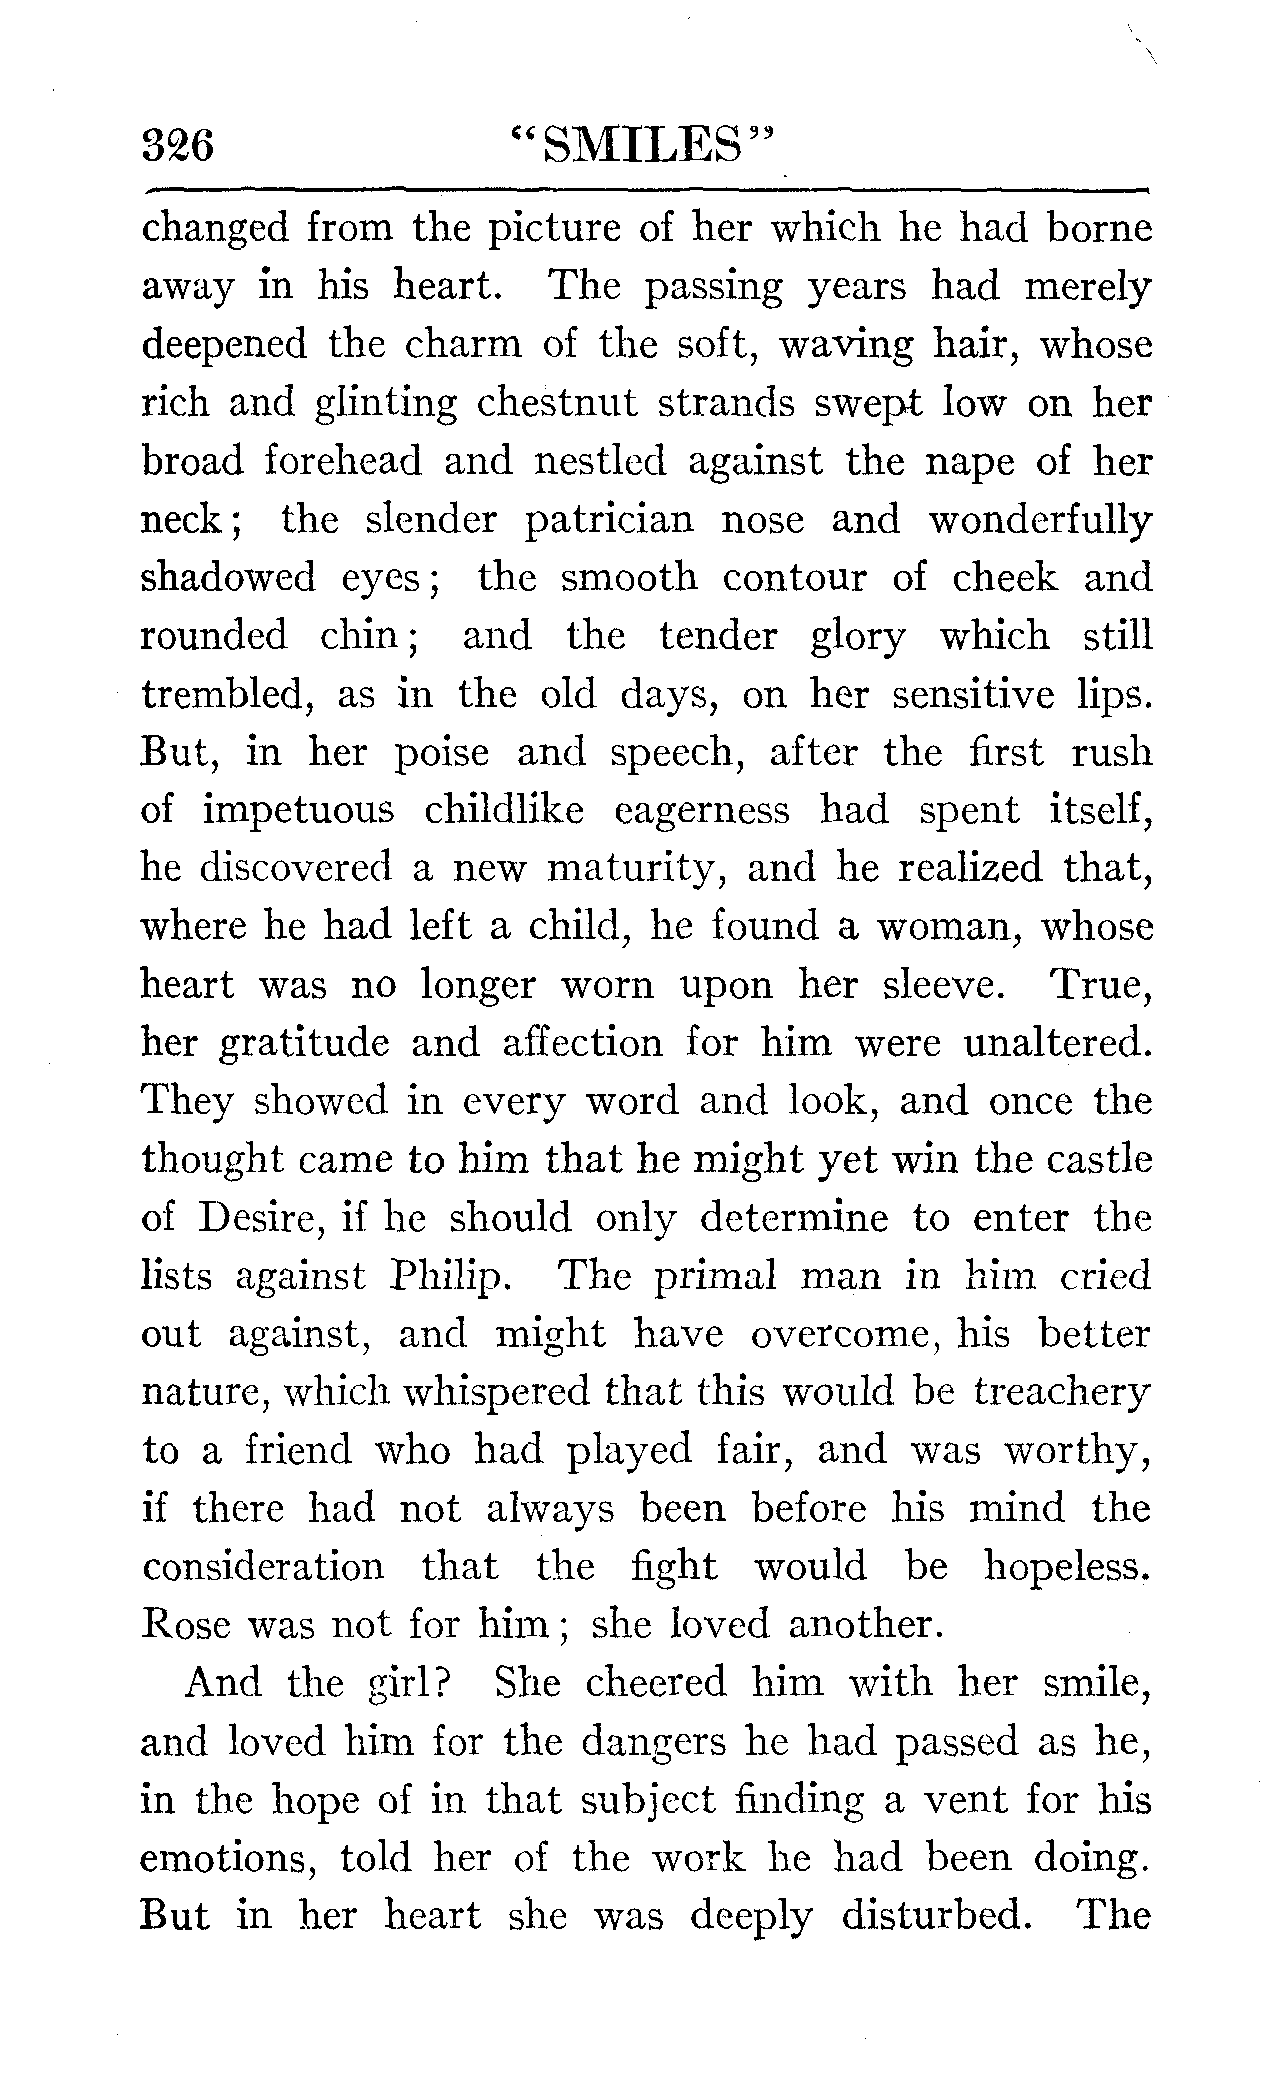 326 "SMILES"
changed from the picture of her which he had borne
away in his heart. The passing years had merely
deepened the charm of the soft, waving hair, whose
rich and glinting chestnut strands swept low on her
broad forehead and nestled against the nape of her
neck; the slender patrician nose and wonderfully
shadowed eyes; the smooth contour of cheek and
rounded chin; and the tender glory which still
trembled, as in the old days, on her sensitive lips.
But, in her poise and speech, after the first rush
of impetuous childlike eagerness had spent itself,
he discovered a new maturity, and he realized that,
where he had left a child, he found a woman, whose
heart was no longer worn upon her sleeve. True,
her gratitude and affection for him were unaltered.
They showed in every word and look, and once the
thought came to him that he might yet win the castle
of Desire, if he should only determine to enter the
lists against Philip. The primal man in him cried
out against, and might have overcome, his better
nature, which whispered that this would be treachery
to a friend who had played fair, and was worthy,
if there had not always been before his mind the
consideration that the fight would be hopeless.
Rose was not for him; she loved another.
And the girl? She cheered him with her smile,
and loved him for the dangers he had passed as he,
in the hope of in that subject finding a vent for his
emotions, told her of the work he had been doing.
But in her heart she was deeply disturbed. The